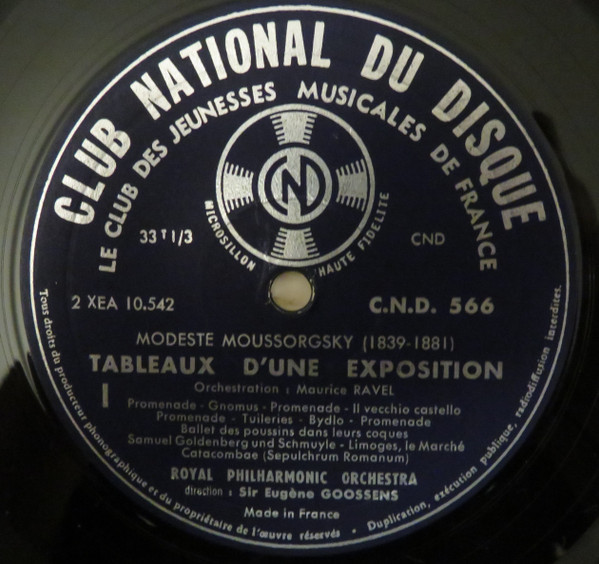 CLUB NATIONAL DU DISQUE
LE CLUB DES JEUNESSES MUSICALES DE FRANCE
N
MICROSILLON HAUTE FIDELITE
33 T 1/3
CND
2 XEA 10.542
C.N.D. 566
MODESTE MOUSSORGSKY (1839-1881)
TABLEAUX D'UNE EXPOSITION
I
Orchestration : Maurice RAVEL
Promenade - Gnomus - Promenade - Il vecchio castello
Promenade - Tuileries - Bydlo - Promenade
Ballet des poussins dans leurs coques
Samuel Goldenberg und Schmuyle - Limoges, le Marché
Catacombae (Sepulchrum Romanum)
ROYAL PHILHARMONIC ORCHESTRA
direction : Sir Eugène GOOSSENS
Made in France
Tous droits du producteur phonographique et du propriétaire de l'œuvre réservés • Duplication, exécution publique, radiodiffusion interdites.